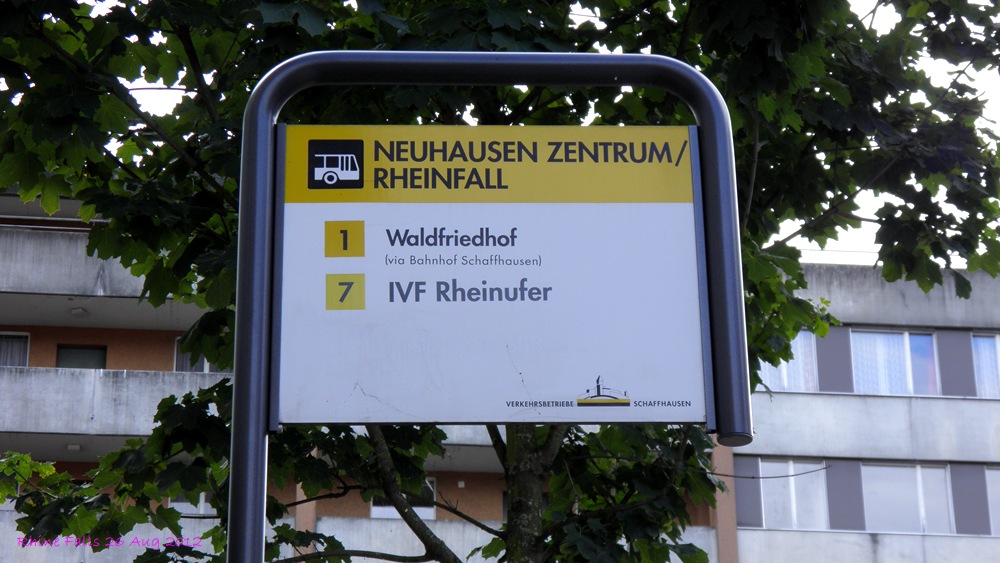 NEUHAUSEN ZENTRUM/
RHEINFALL
1 Waldfriedhof
(via Bahnhof Schaffhausen)
7 IVF Rheinufer
VERKEHRSBETRIEBE SCHAFFHAUSEN
Rhine Falls 26 Aug 2012